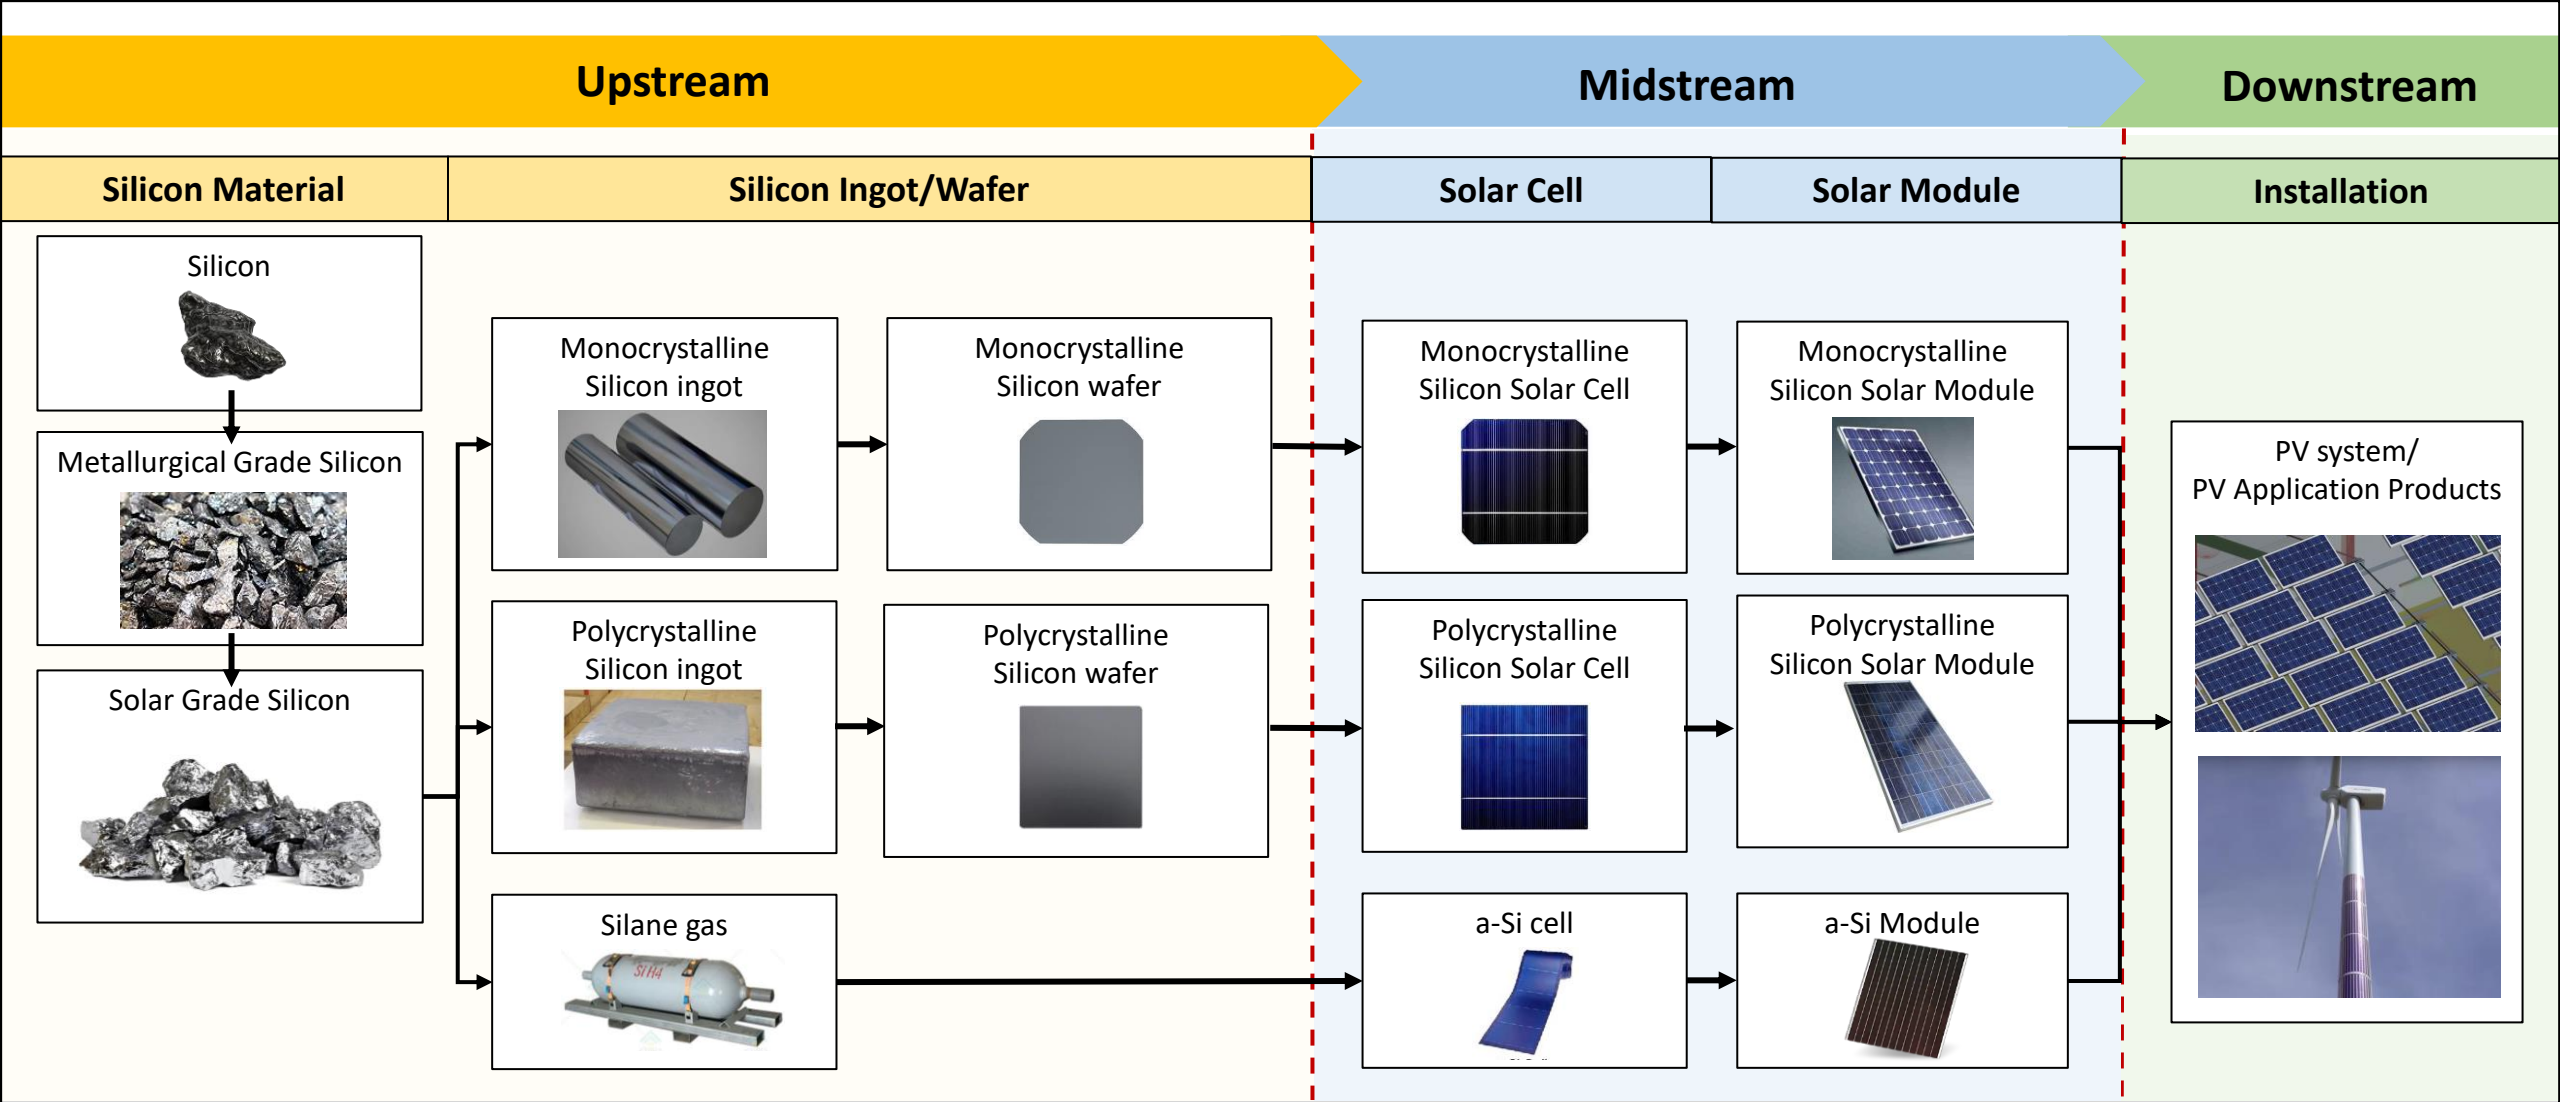 Upstream
Midstream
Downstream
Silicon Material
Silicon Ingot/Wafer
Solar Cell
Solar Module
Installation
Silicon
Metallurgical Grade Silicon
Solar Grade Silicon
Monocrystalline
Silicon ingot
Monocrystalline
Silicon wafer
Monocrystalline
Silicon Solar Cell
Monocrystalline
Silicon Solar Module
Polycrystalline
Silicon ingot
Polycrystalline
Silicon wafer
Polycrystalline
Silicon Solar Cell
Polycrystalline
Silicon Solar Module
Silane gas
SiH4
a-Si cell
a-Si Module
PV system/
PV Application Products